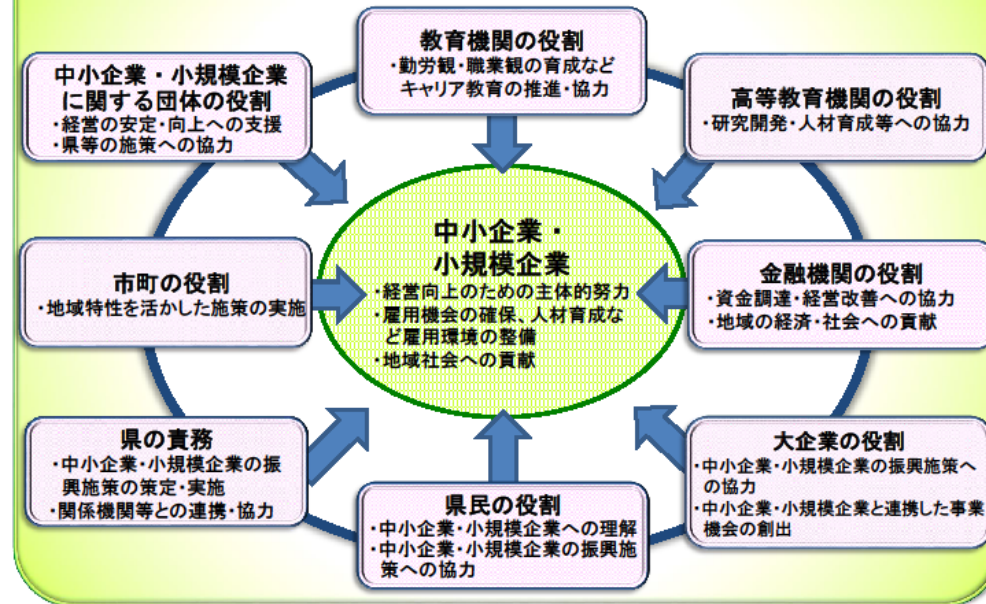 教育機関の役割
・勤労観・職業観の育成など
キャリア教育の推進・協力
中小企業・小規模企業
に関する団体の役割
・経営の安定・向上への支援
・県等の施策への協力
高等教育機関の役割
・研究開発・人材育成等への協力
中小企業・
小規模企業
・経営向上のための主体的努力
・雇用機会の確保、人材育成な
ど雇用環境の整備
・地域社会への貢献
市町の役割
・地域特性を活かした施策の実施
金融機関の役割
・資金調達・経営改善への協力
・地域の経済・社会への貢献
県の責務
・中小企業・小規模企業の振
興施策の策定・実施
・関係機関等との連携・協力
県民の役割
・中小企業・小規模企業への理解
・中小企業・小規模企業の振興施
策への協力
大企業の役割
・中小企業・小規模企業の振興施策へ
の協力
・中小企業・小規模企業と連携した事業
機会の創出